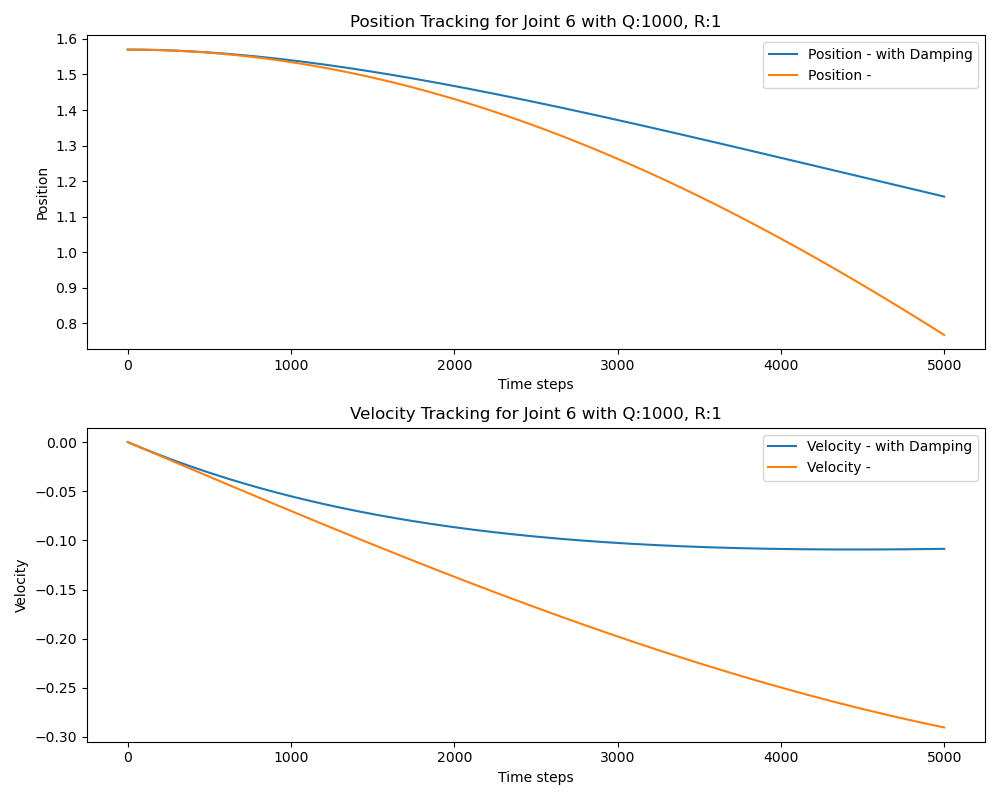 Position Tracking for Joint 6 with Q:1000, R:1
1.6
1.5
1.4
1.3
1.2
1.1
1.0
0.9
0.8
Position
Position - with Damping
Position -
0 1000 2000 3000 4000 5000
Time steps
Velocity Tracking for Joint 6 with Q:1000, R:1
0.00
−0.05
−0.10
−0.15
−0.20
−0.25
−0.30
Velocity
Velocity - with Damping
Velocity -
0 1000 2000 3000 4000 5000
Time steps